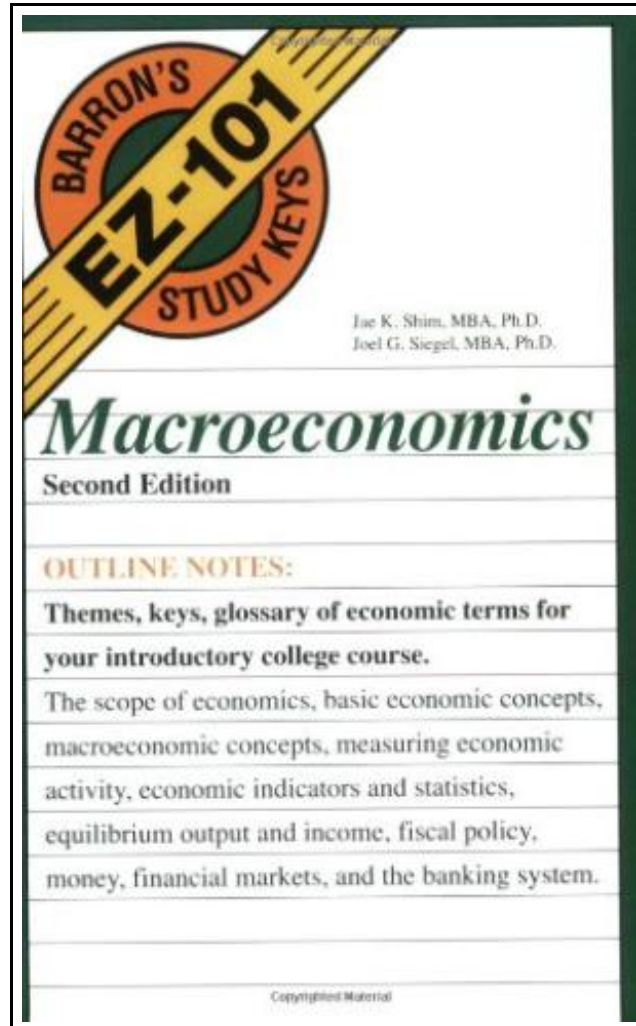 Copyrighted Material
BARRON'S
EZ-101
STUDY KEYS
Jae K. Shim, MBA, Ph.D.
Joel G. Siegel, MBA, Ph.D.
Macroeconomics
Second Edition
OUTLINE NOTES:
Themes, keys, glossary of economic terms for
your introductory college course.
The scope of economics, basic economic concepts,
macroeconomic concepts, measuring economic
activity, economic indicators and statistics,
equilibrium output and income, fiscal policy,
money, financial markets, and the banking system.
Copyrighted Material